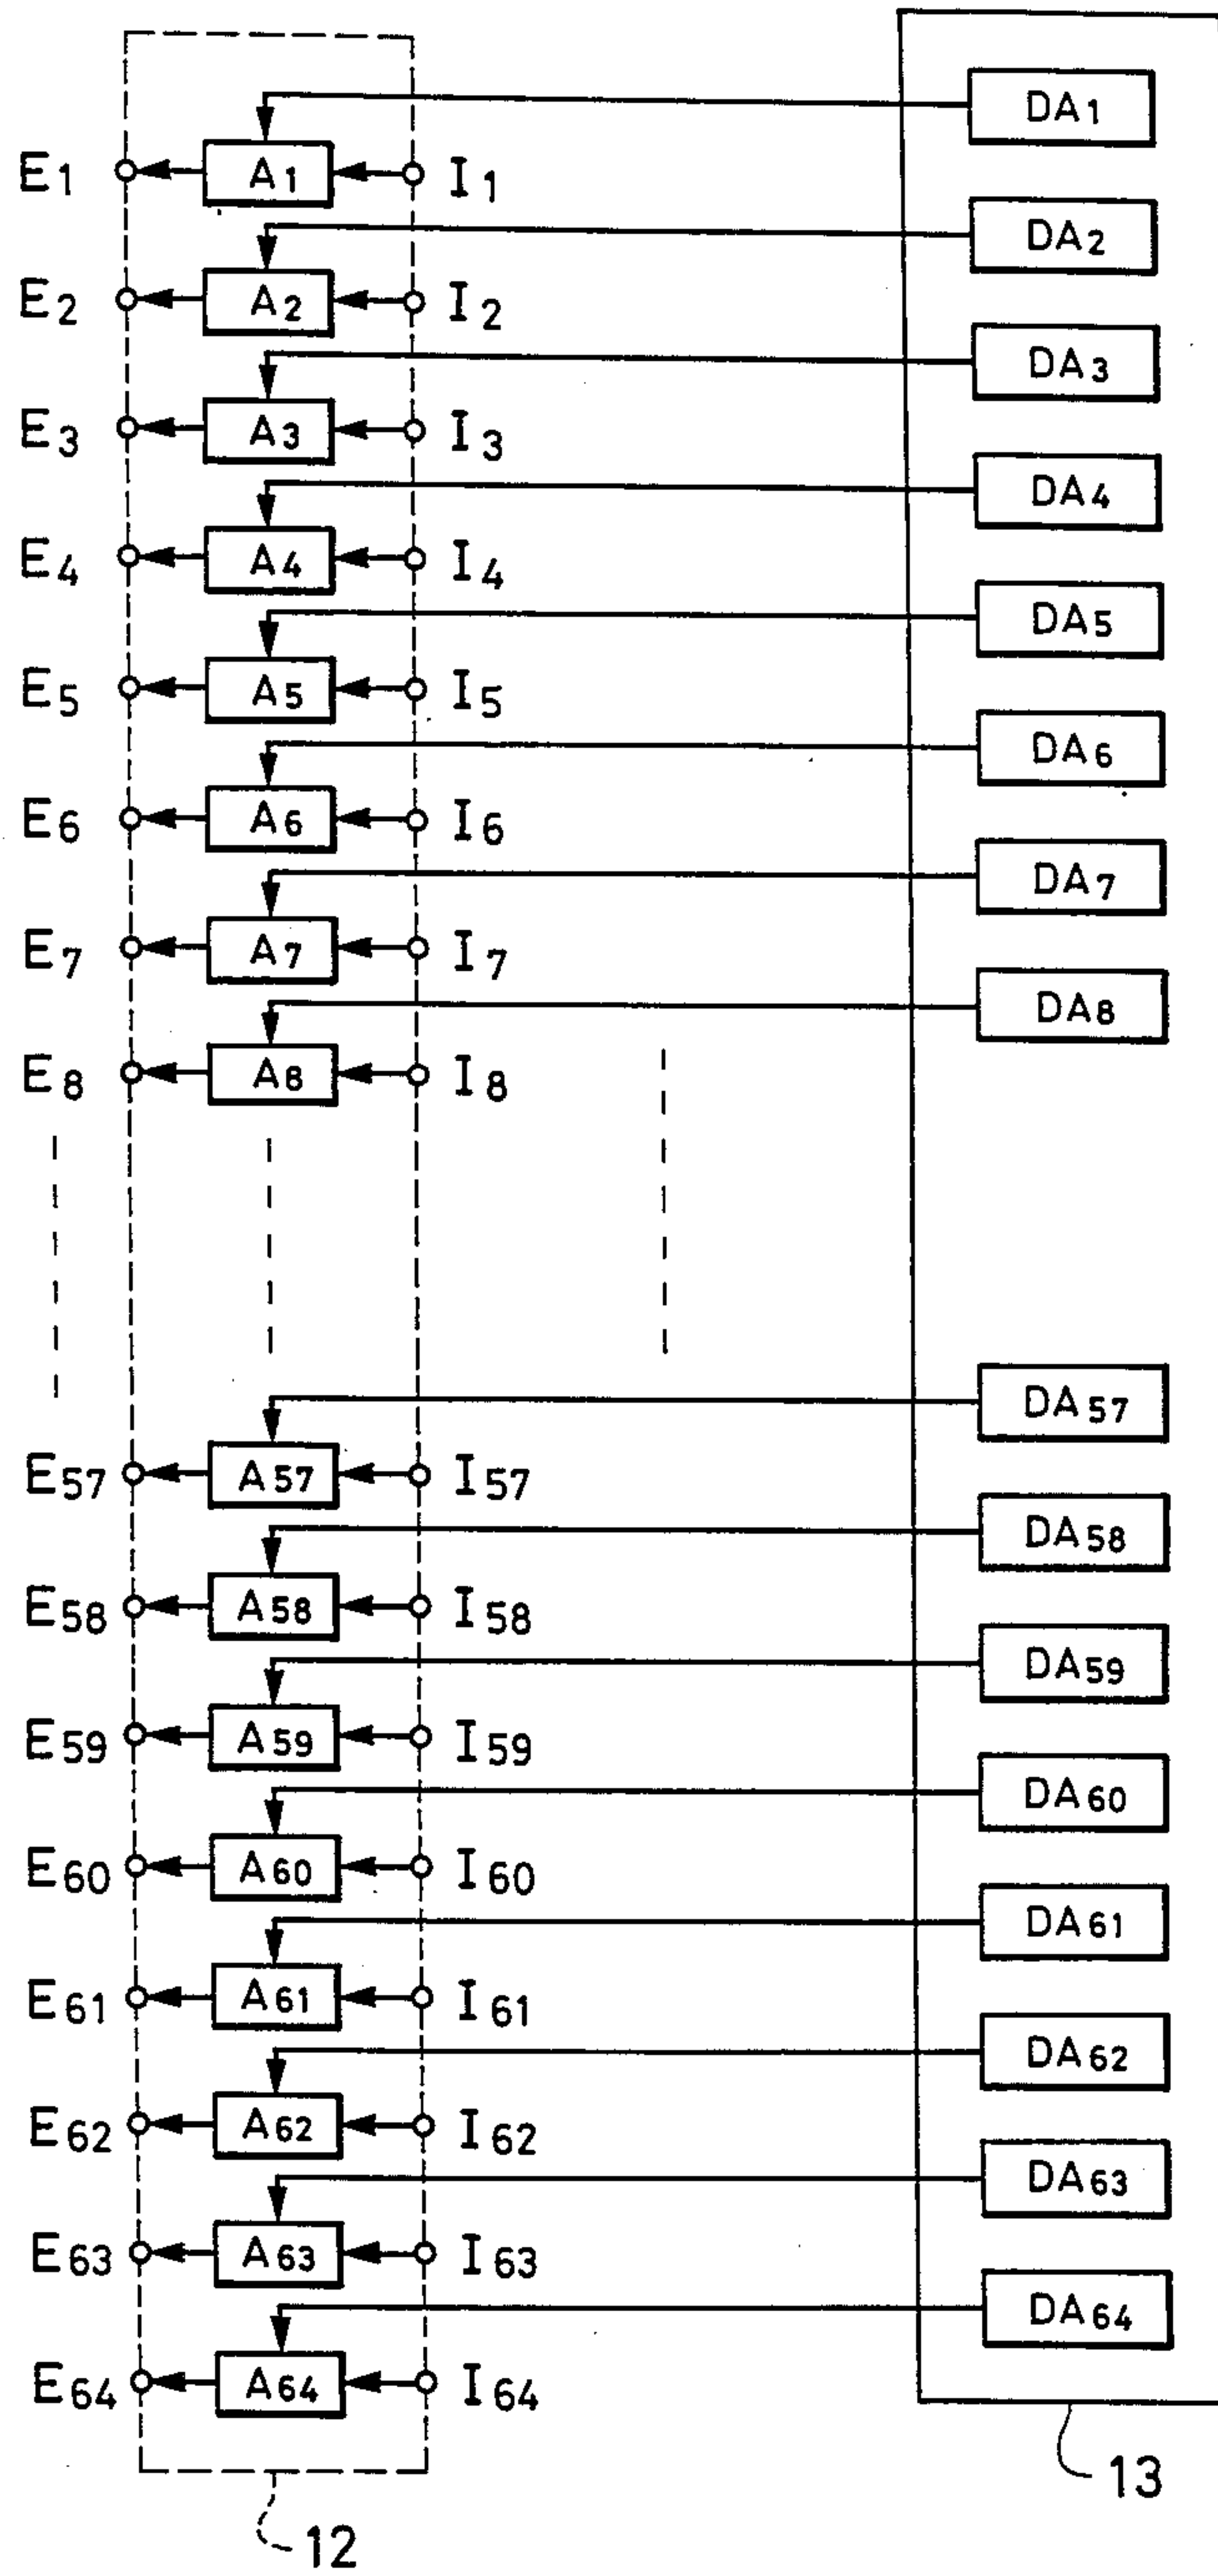 DA1
E1 A1 I1
DA2
E2 A2 I2
DA3
E3 A3 I3
DA4
E4 A4 I4
DA5
E5 A5 I5
DA6
E6 A6 I6
DA7
E7 A7 I7
DA8
E8 A8 I8
DA57
E57 A57 I57
DA58
E58 A58 I58
DA59
E59 A59 I59
DA60
E60 A60 I60
DA61
E61 A61 I61
DA62
E62 A62 I62
DA63
E63 A63 I63
DA64
E64 A64 I64
13
12